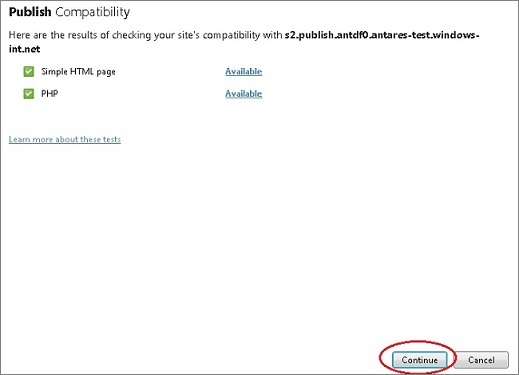 Publish Compatibility
Here are the results of checking your site's compatibility with s2.publish.antdf0.antares-test.windows-
int.net
Simple HTML page Available
PHP Available
Learn more about these tests
Continue Cancel